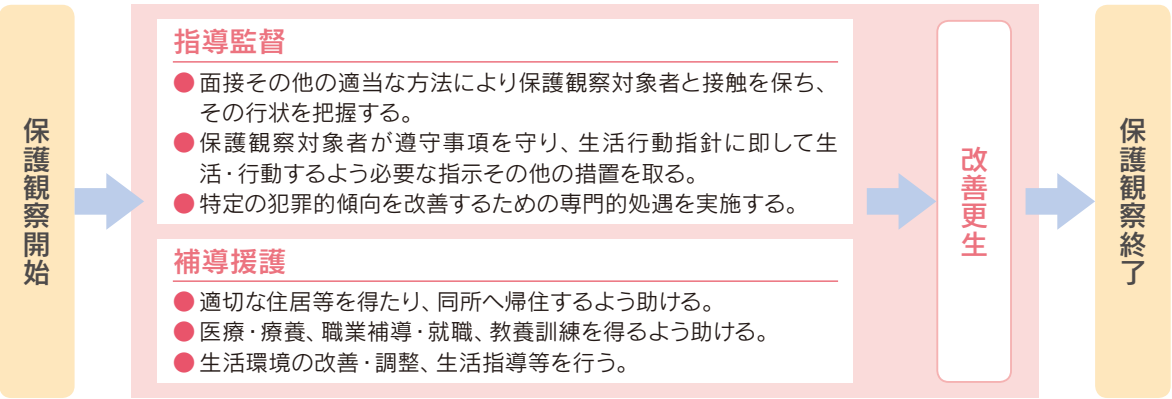 保護観察開始
指導監督
●面接その他の適当な方法により保護観察対象者と接触を保ち、
その行状を把握する。
●保護観察対象者が遵守事項を守り、生活行動指針に即して生
活・行動するよう必要な指示その他の措置を取る。
●特定の犯罪的傾向を改善するための専門的処遇を実施する。
補導援護
●適切な住居等を得たり、同所へ帰住するよう助ける。
●医療・療養、職業補導・就職、教養訓練を得るよう助ける。
●生活環境の改善・調整、生活指導等を行う。
改善更生
保護観察終了